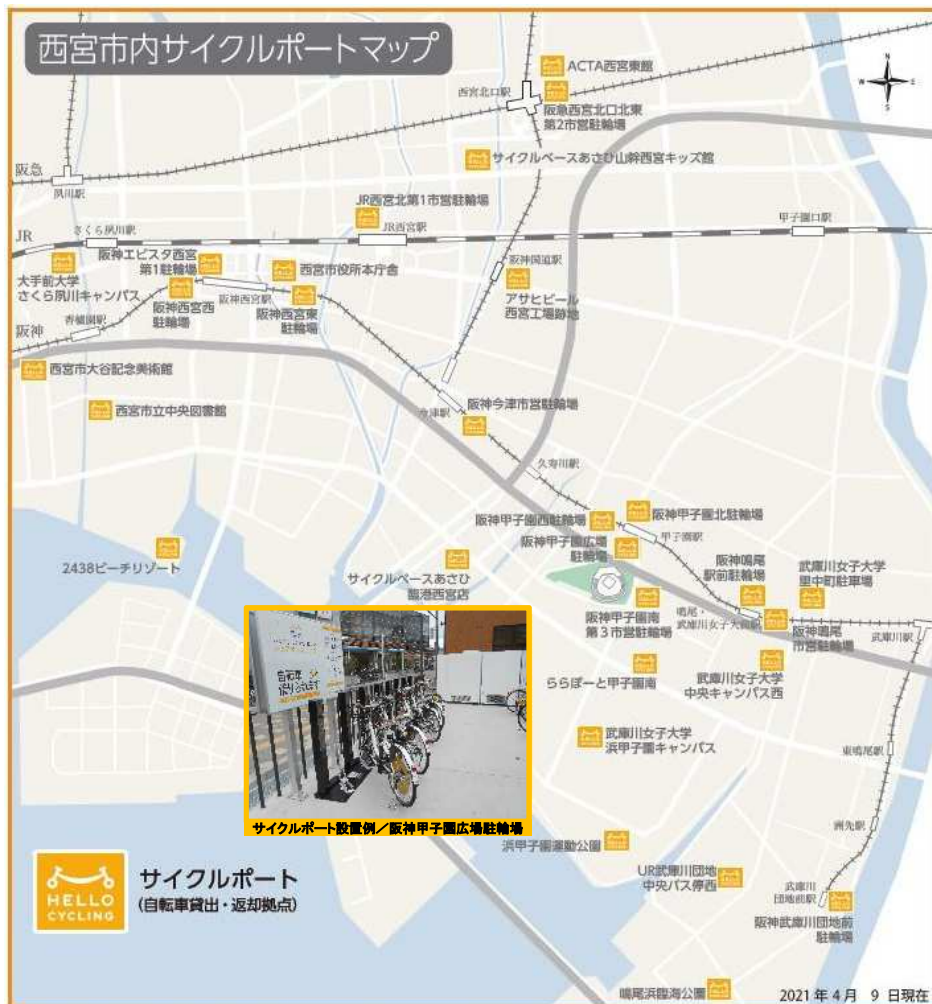 西宮市内サイクルポートマップ
ACTA西宮東館
西宮北口駅
阪急西宮北口北東
第2市営駐輪場
N
W
E
S
サイクルベースあさひ山幹西宮キッズ館
阪急
夙川駅
JR西宮北第1市営駐輪場
JR西宮駅
甲子園口駅
JR
さくら夙川駅
阪神エビスタ西宮
第1駐輪場
西宮市役所本庁舎
阪神国道駅
大手前大学
さくら夙川キャンパス
阪神西宮西
駐輪場
阪神西宮駅
阪神西宮東
駐輪場
アサヒビール
西宮工場跡地
阪神
香櫨園駅
西宮市大谷記念美術館
西宮市立中央図書館
今津駅
阪神今津市営駐輪場
久寿川駅
阪神甲子園西駐輪場
阪神甲子園北駐輪場
阪神甲子園広場
駐輪場
甲子園駅
2438ビーチリゾート
サイクルベースあさひ
臨港西宮店
阪神鳴尾
駅前駐輪場
武庫川女子大学
里中町駐車場
阪神甲子園南
第3市営駐輪場
鳴尾・
武庫川女子大前駅
阪神鳴尾
市営駐輪場
武庫川駅
ららぽーと甲子園南
武庫川女子大学
中央キャンパス西
武庫川女子大学
浜甲子園キャンパス
東鳴尾駅
自転車
借りられます
サイクルポート設置例／阪神甲子園広場駐輪場
洲先駅
浜甲子園運動公園
UR武庫川団地
中央バス停西
武庫川
団地前駅
阪神武庫川団地前
駐輪場
HELLO
CYCLING
サイクルポート
(自転車貸出・返却拠点)
鳴尾浜臨海公園
2021年4月 9 日現在